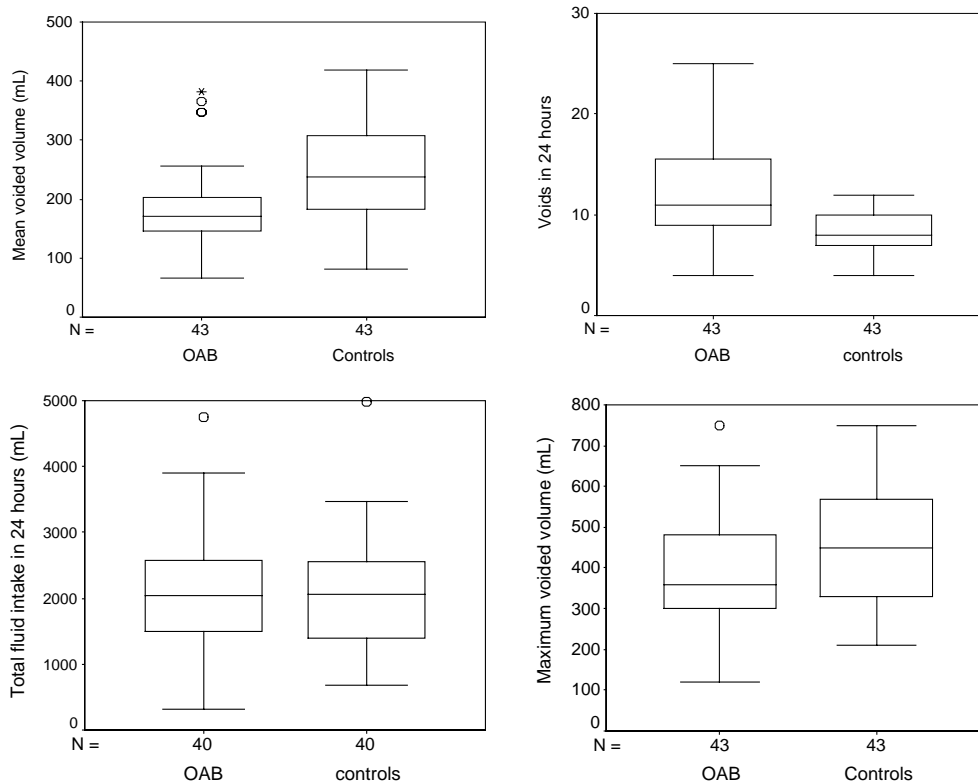 Mean voided volume (mL)
500
400
300
200
100
0
N =
43
43
OAB
Controls
Voids in 24 hours
30
20
10
0
N =
43
43
OAB
controls
Total fluid intake in 24 hours (mL)
5000
4000
3000
2000
1000
0
N =
40
40
OAB
controls
Maximum voided volume (mL)
800
700
600
500
400
300
200
100
0
N =
43
43
OAB
Controls